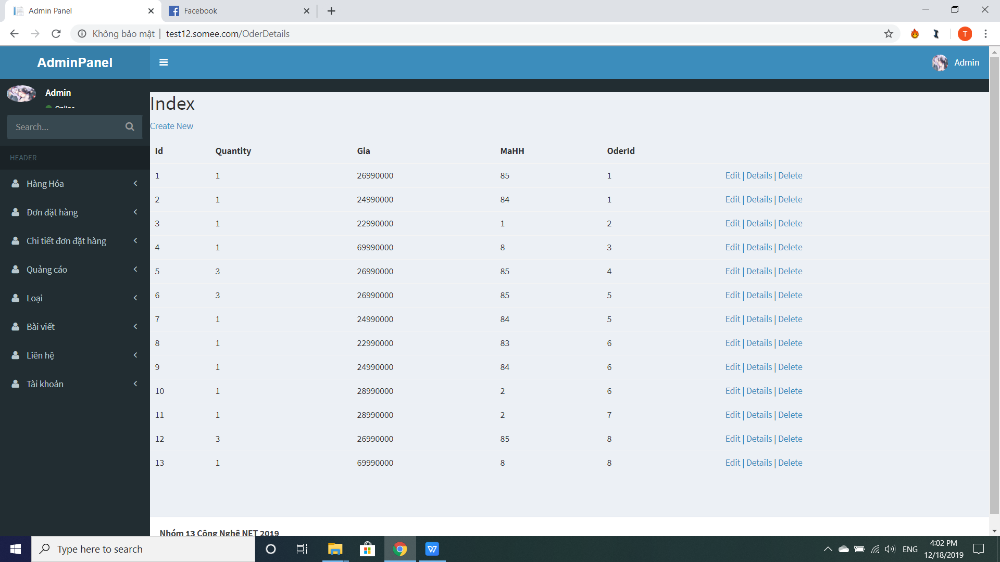 Admin Panel
Facebook
Không bảo mật | test12.somee.com/OderDetails
T
AdminPanel
Admin
Admin
Online
Search...
HEADER
Hàng Hóa
Đơn đặt hàng
Chi tiết đơn đặt hàng
Quảng cáo
Loại
Bài viết
Liên hệ
Tài khoản
Index
Create New
Id Quantity Gia MaHH OderId
1 1 26990000 85 1 Edit | Details | Delete
2 1 24990000 84 1 Edit | Details | Delete
3 1 22990000 1 2 Edit | Details | Delete
4 1 69990000 8 3 Edit | Details | Delete
5 3 26990000 85 4 Edit | Details | Delete
6 3 26990000 85 5 Edit | Details | Delete
7 1 24990000 84 5 Edit | Details | Delete
8 1 22990000 83 6 Edit | Details | Delete
9 1 24990000 84 6 Edit | Details | Delete
10 1 28990000 2 6 Edit | Details | Delete
11 1 28990000 2 7 Edit | Details | Delete
12 3 26990000 85 8 Edit | Details | Delete
13 1 69990000 8 8 Edit | Details | Delete
Nhóm 13 Công Nghệ NET 2019
Type here to search
ENG
4:02 PM
12/18/2019